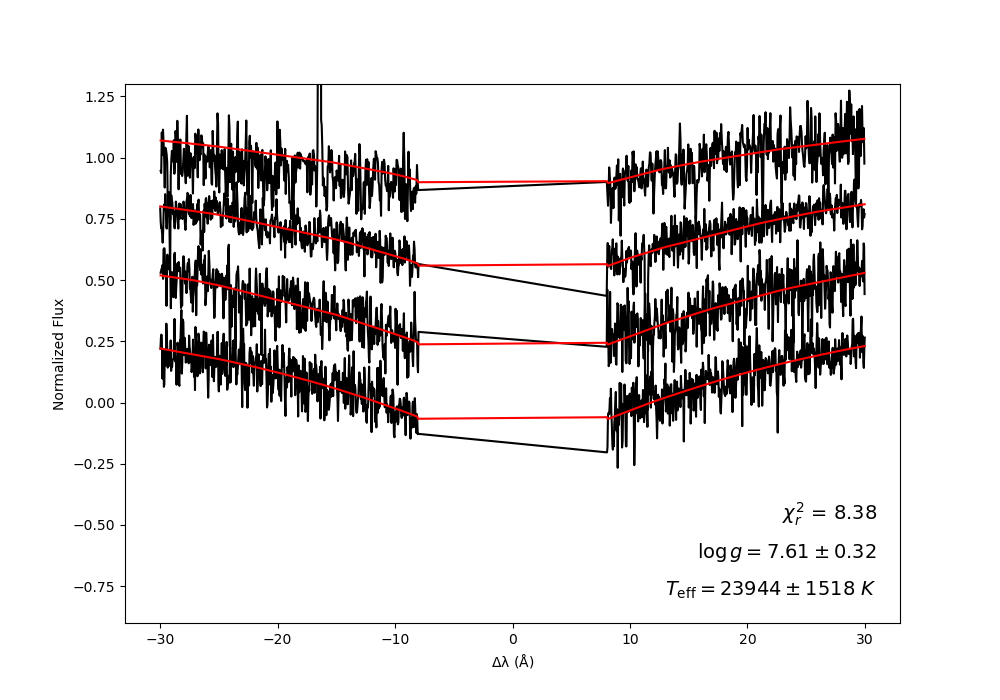 1.25
1.00
0.75
0.50
0.25
0.00
−0.25
−0.50
−0.75
Normalized Flux
χ²ᵣ = 8.38
log g = 7.61 ± 0.32
T_eff = 23944 ± 1518 K
−30 −20 −10 0 10 20 30
Δλ (Å)